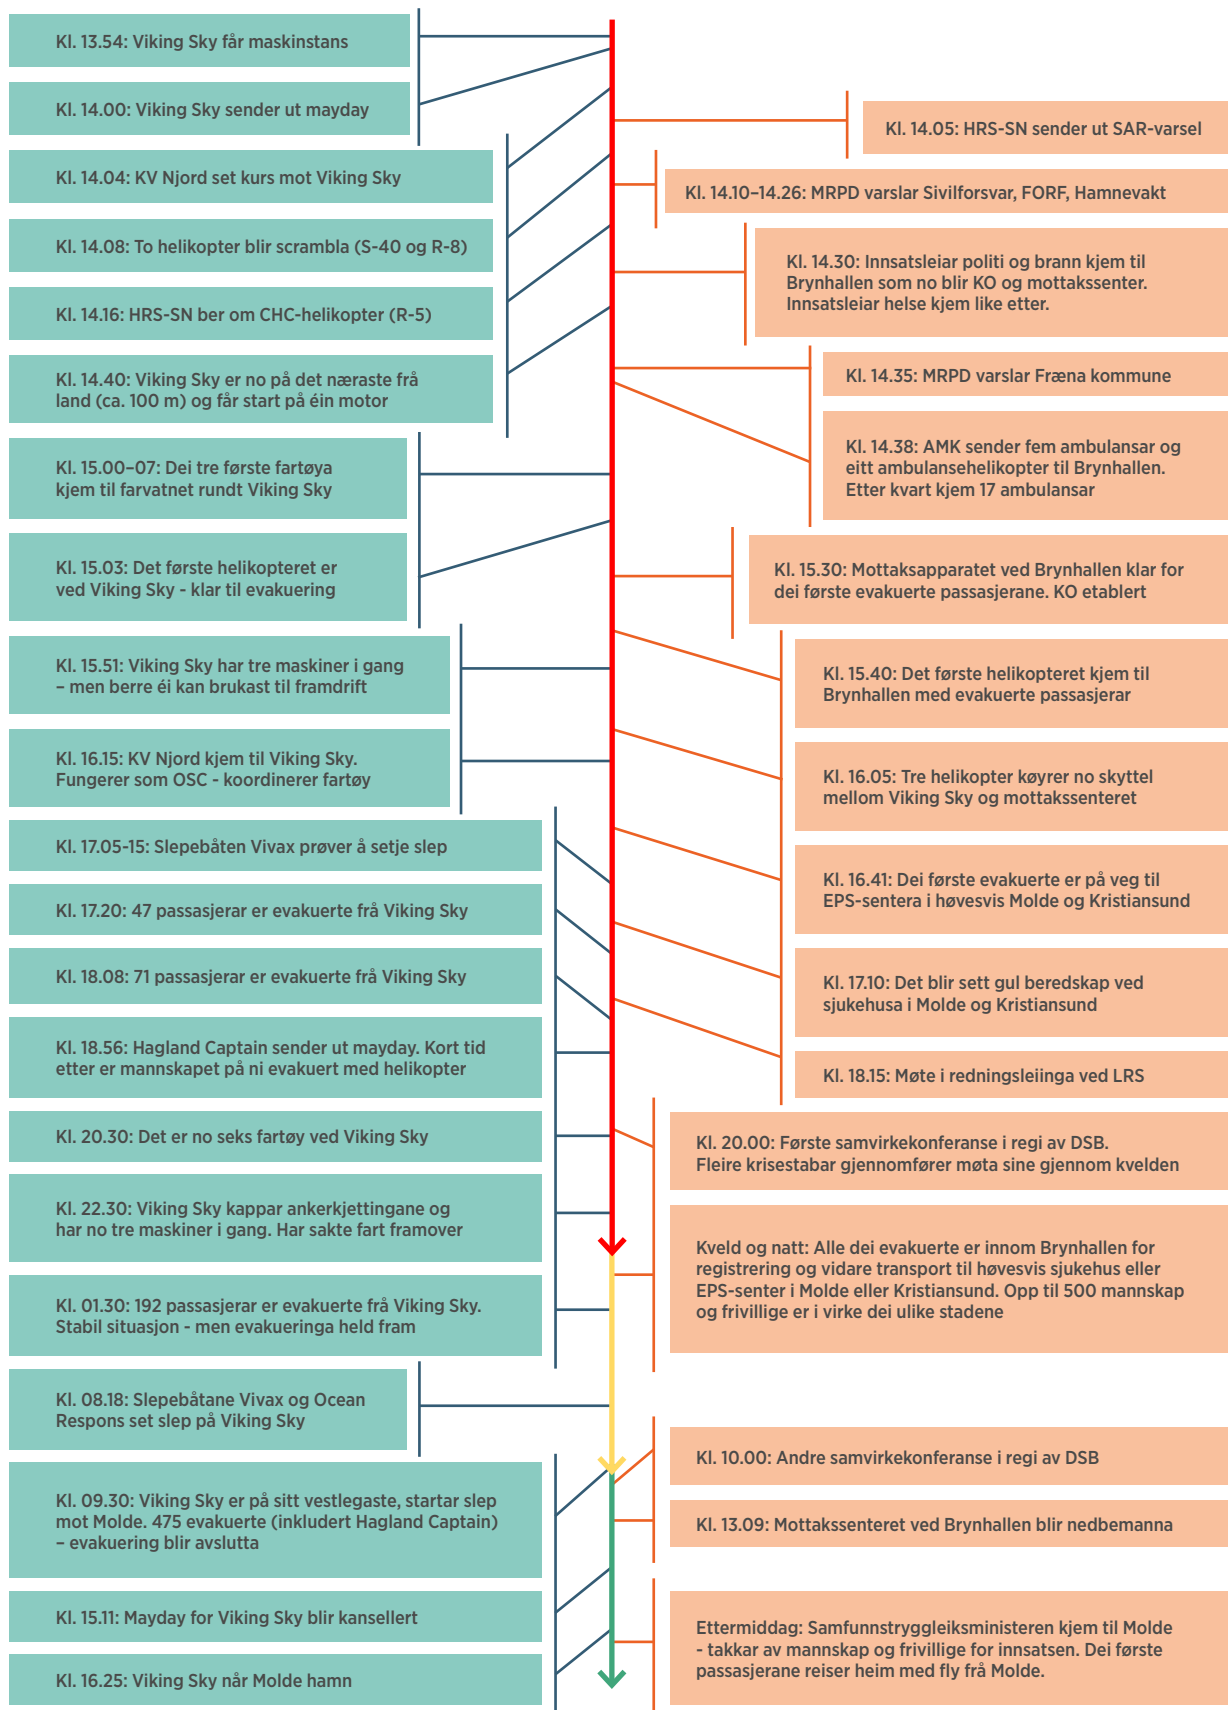 Kl. 13.54: Viking Sky får maskinstans
Kl. 14.00: Viking Sky sender ut mayday
Kl. 14.04: KV Njord set kurs mot Viking Sky
Kl. 14.08: To helikopter blir scrambla (S-40 og R-8)
Kl. 14.16: HRS-SN ber om CHC-helikopter (R-5)
Kl. 14.40: Viking Sky er no på det næraste frå
land (ca. 100 m) og får start på éin motor
Kl. 15.00–07: Dei tre første fartøya
kjem til farvatnet rundt Viking Sky
Kl. 15.03: Det første helikopteret er
ved Viking Sky - klar til evakuering
Kl. 15.51: Viking Sky har tre maskiner i gang
– men berre éi kan brukast til framdrift
Kl. 16.15: KV Njord kjem til Viking Sky.
Fungerer som OSC - koordinerer fartøy
Kl. 17.05-15: Slepebåten Vivax prøver å setje slep
Kl. 17.20: 47 passasjerar er evakuerte frå Viking Sky
Kl. 18.08: 71 passasjerar er evakuerte frå Viking Sky
Kl. 18.56: Hagland Captain sender ut mayday. Kort tid
etter er mannskapet på ni evakuert med helikopter
Kl. 20.30: Det er no seks fartøy ved Viking Sky
Kl. 22.30: Viking Sky kappar ankerkjettingane og
har no tre maskiner i gang. Har sakte fart framover
Kl. 01.30: 192 passasjerar er evakuerte frå Viking Sky.
Stabil situasjon - men evakueringa held fram
Kl. 08.18: Slepebåtane Vivax og Ocean
Respons set slep på Viking Sky
Kl. 09.30: Viking Sky er på sitt vestlegaste, startar slep
mot Molde. 475 evakuerte (inkludert Hagland Captain)
– evakuering blir avslutta
Kl. 15.11: Mayday for Viking Sky blir kansellert
Kl. 16.25: Viking Sky når Molde hamn
Kl. 14.05: HRS-SN sender ut SAR-varsel
Kl. 14.10–14.26: MRPD varslar Sivilforsvar, FORF, Hamnevakt
Kl. 14.30: Innsatsleiar politi og brann kjem til
Brynhallen som no blir KO og mottakssenter.
Innsatsleiar helse kjem like etter.
Kl. 14.35: MRPD varslar Fræna kommune
Kl. 14.38: AMK sender fem ambulansar og
eitt ambulansehelikopter til Brynhallen.
Etter kvart kjem 17 ambulansar
Kl. 15.30: Mottaksapparatet ved Brynhallen klar for
dei første evakuerte passasjerane. KO etablert
Kl. 15.40: Det første helikopteret kjem til
Brynhallen med evakuerte passasjerar
Kl. 16.05: Tre helikopter køyrer no skyttel
mellom Viking Sky og mottakssenteret
Kl. 16.41: Dei første evakuerte er på veg til
EPS-sentera i høvesvis Molde og Kristiansund
Kl. 17.10: Det blir sett gul beredskap ved
sjukehusa i Molde og Kristiansund
Kl. 18.15: Møte i redningsleiinga ved LRS
Kl. 20.00: Første samvirkekonferanse i regi av DSB.
Fleire krisestabar gjennomfører møta sine gjennom kvelden
Kveld og natt: Alle dei evakuerte er innom Brynhallen for
registrering og vidare transport til høvesvis sjukehus eller
EPS-senter i Molde eller Kristiansund. Opp til 500 mannskap
og frivillige er i virke dei ulike stadene
Kl. 10.00: Andre samvirkekonferanse i regi av DSB
Kl. 13.09: Mottakssenteret ved Brynhallen blir nedbemanna
Ettermiddag: Samfunnstryggleiksministeren kjem til Molde
- takkar av mannskap og frivillige for innsatsen. Dei første
passasjerane reiser heim med fly frå Molde.